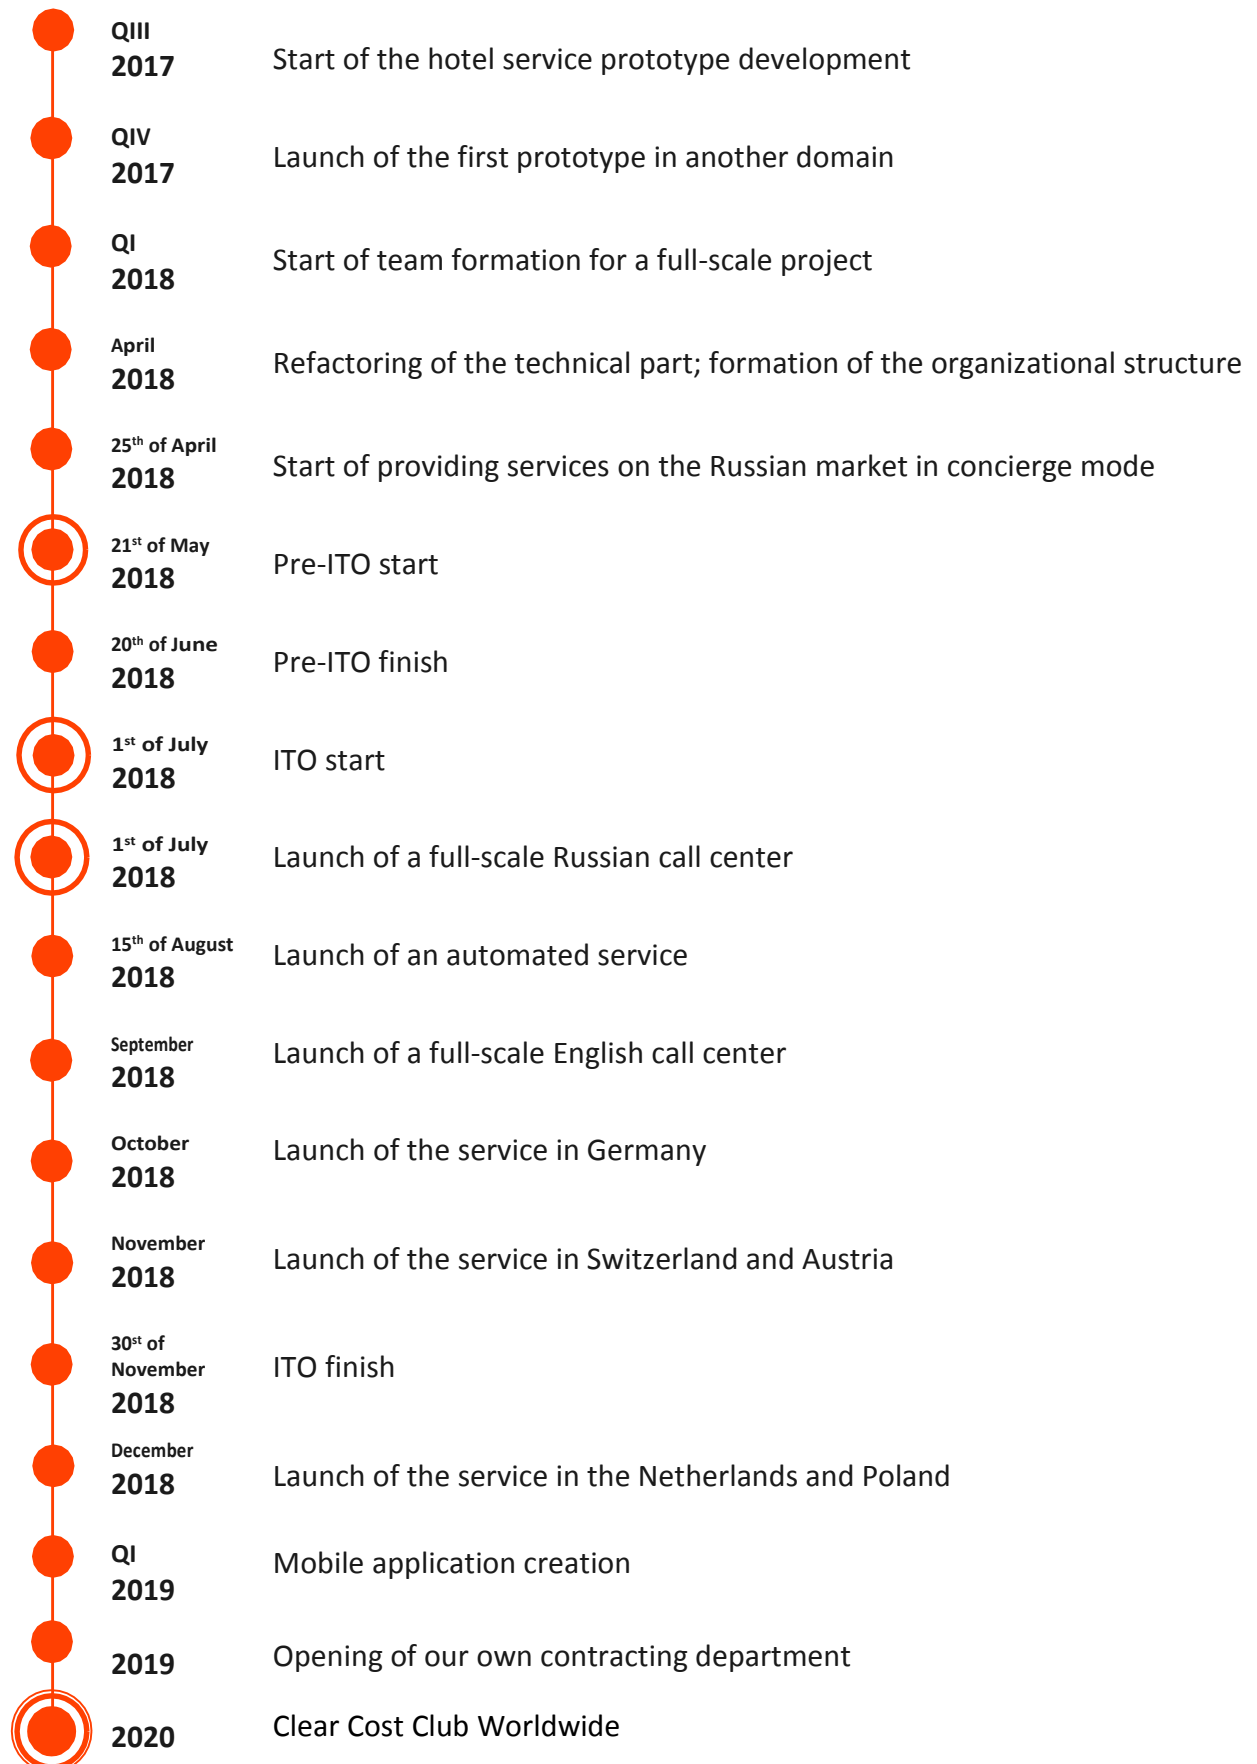 QIII
2017
Start of the hotel service prototype development
QIV
2017
Launch of the first prototype in another domain
QI
2018
Start of team formation for a full-scale project
April
2018
Refactoring of the technical part; formation of the organizational structure
25th of April
2018
Start of providing services on the Russian market in concierge mode
21st of May
2018
Pre-ITO start
20th of June
2018
Pre-ITO finish
1st of July
2018
ITO start
1st of July
2018
Launch of a full-scale Russian call center
15th of August
2018
Launch of an automated service
September
2018
Launch of a full-scale English call center
October
2018
Launch of the service in Germany
November
2018
Launch of the service in Switzerland and Austria
30st of
November
2018
ITO finish
December
2018
Launch of the service in the Netherlands and Poland
QI
2019
Mobile application creation
2019
Opening of our own contracting department
2020
Clear Cost Club Worldwide